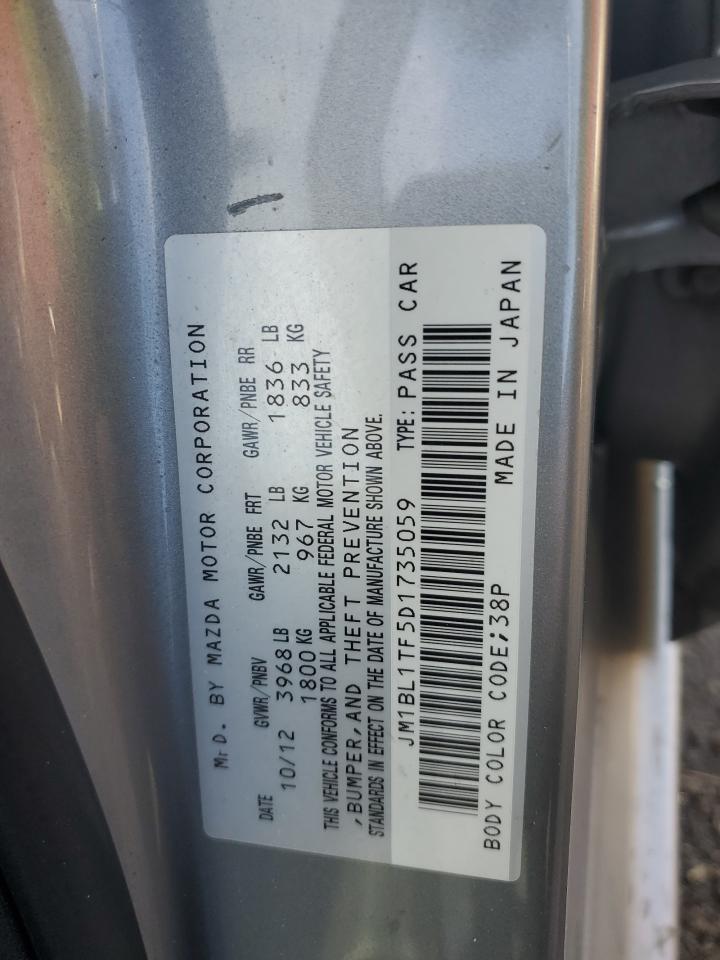 MFD. BY MAZDA MOTOR CORPORATION
DATE GVWR/PNBV GAWR/PNBE FRT GAWR/PNBE RR
10/12 3968 LB 2132 LB 1836 LB
1800 KG 967 KG 833 KG
THIS VEHICLE CONFORMS TO ALL APPLICABLE FEDERAL MOTOR VEHICLE SAFETY
,BUMPER,AND THEFT PREVENTION
STANDARDS IN EFFECT ON THE DATE OF MANUFACTURE SHOWN ABOVE.
JM1BL1TF5D1735059 TYPE: PASS CAR
BODY COLOR CODE;38P MADE IN JAPAN